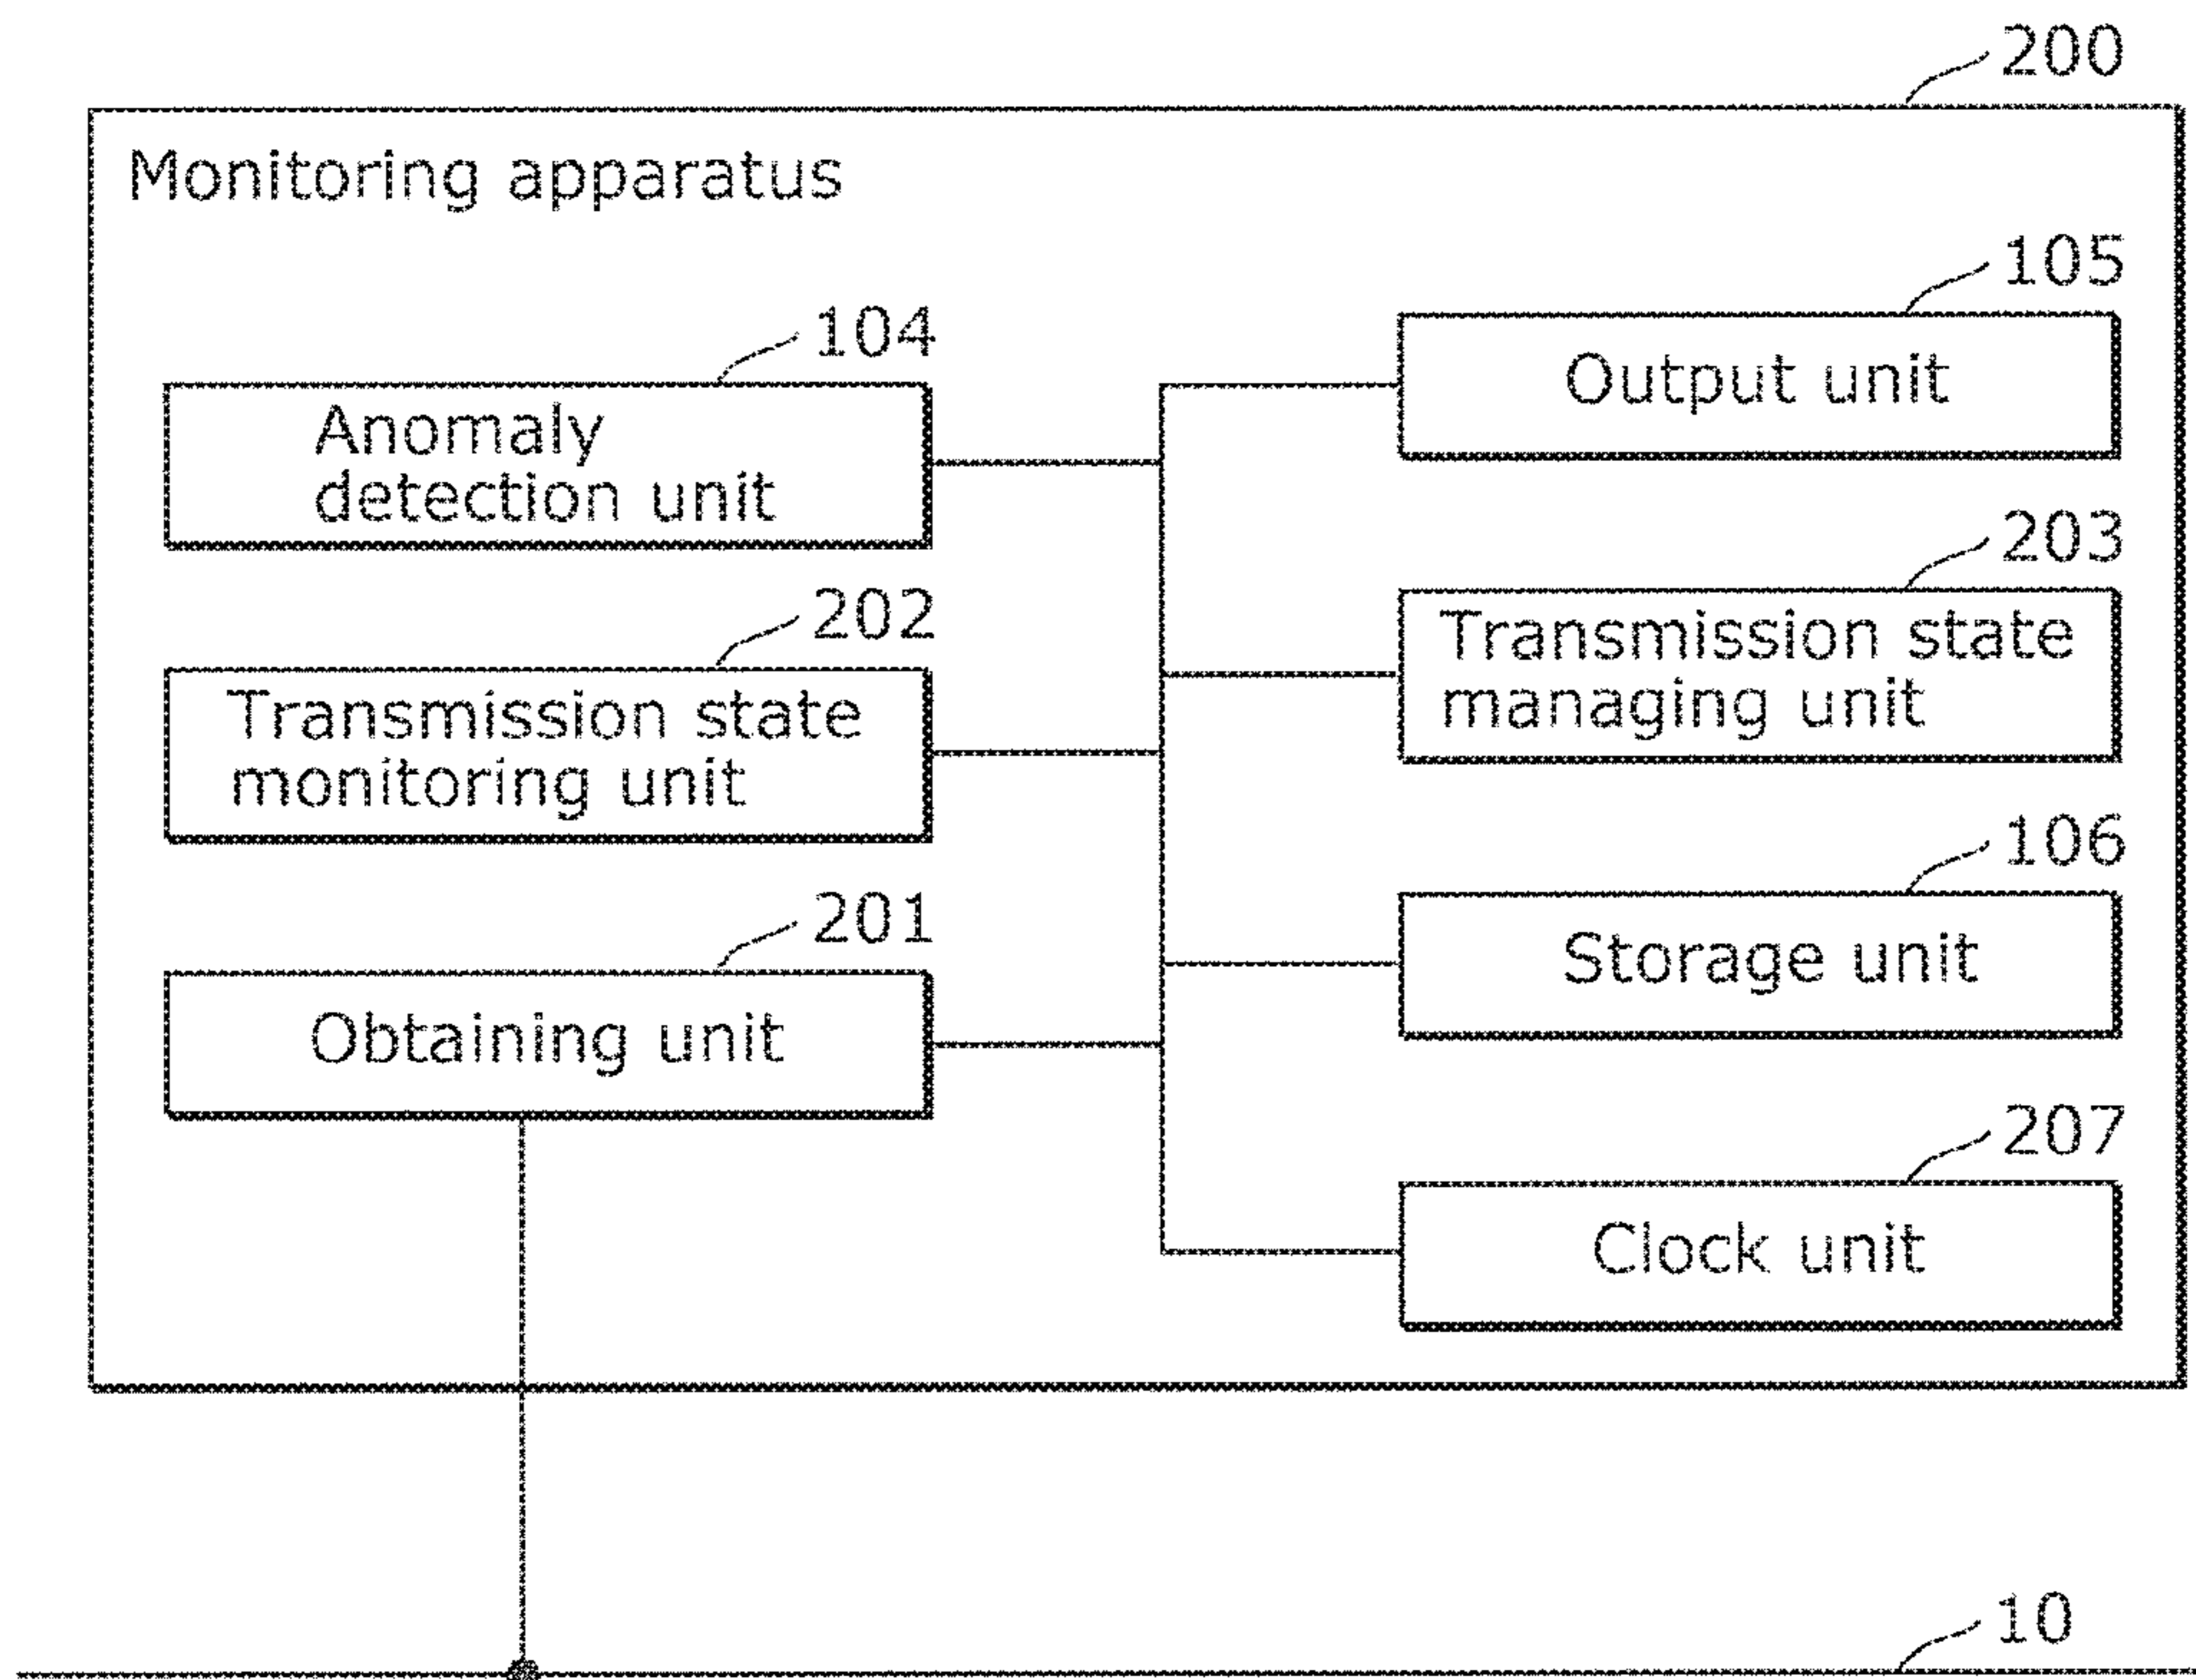 200
Monitoring apparatus
105
Output unit
104
Anomaly
detection unit
203
Transmission state
managing unit
202
Transmission state
monitoring unit
106
Storage unit
201
Obtaining unit
207
Clock unit
10